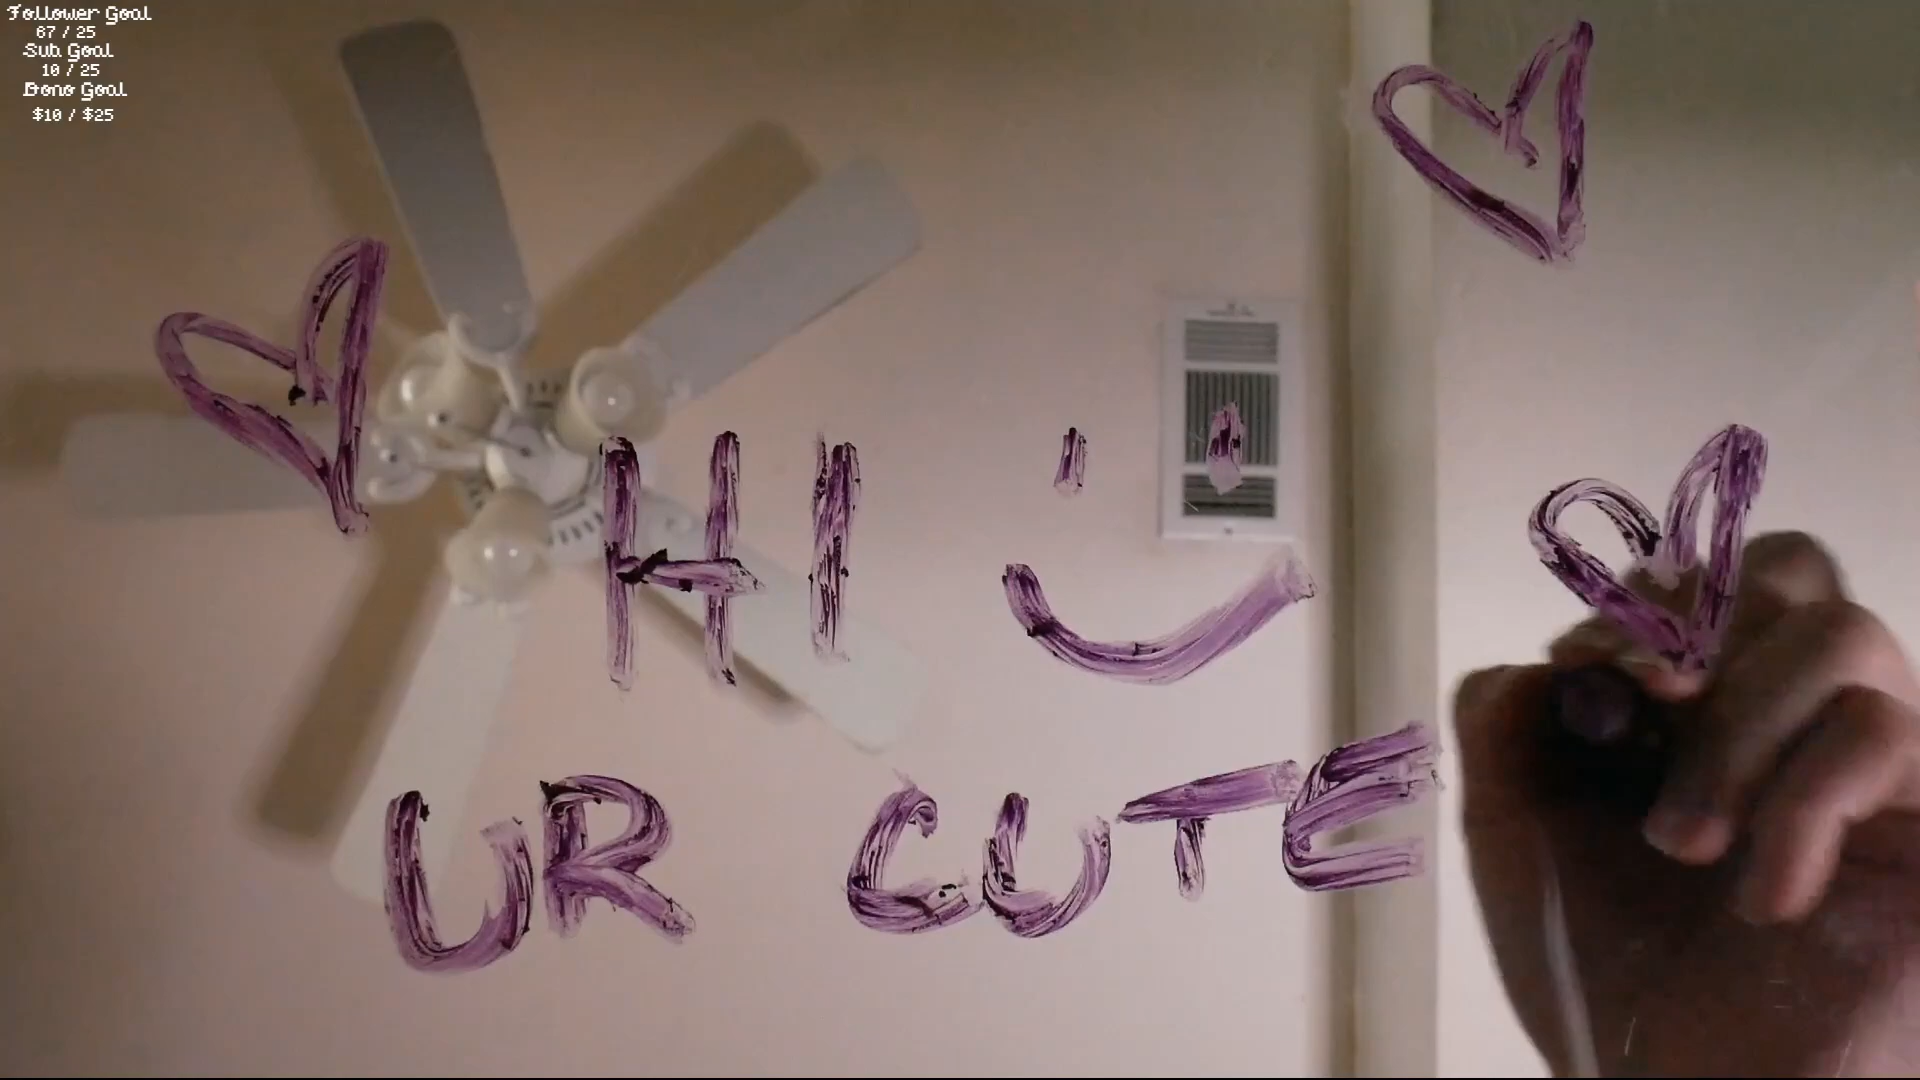 Follower Goal
67 / 25
Sub Goal
10 / 25
Dono Goal
$10 / $25
HI
UR CUTE